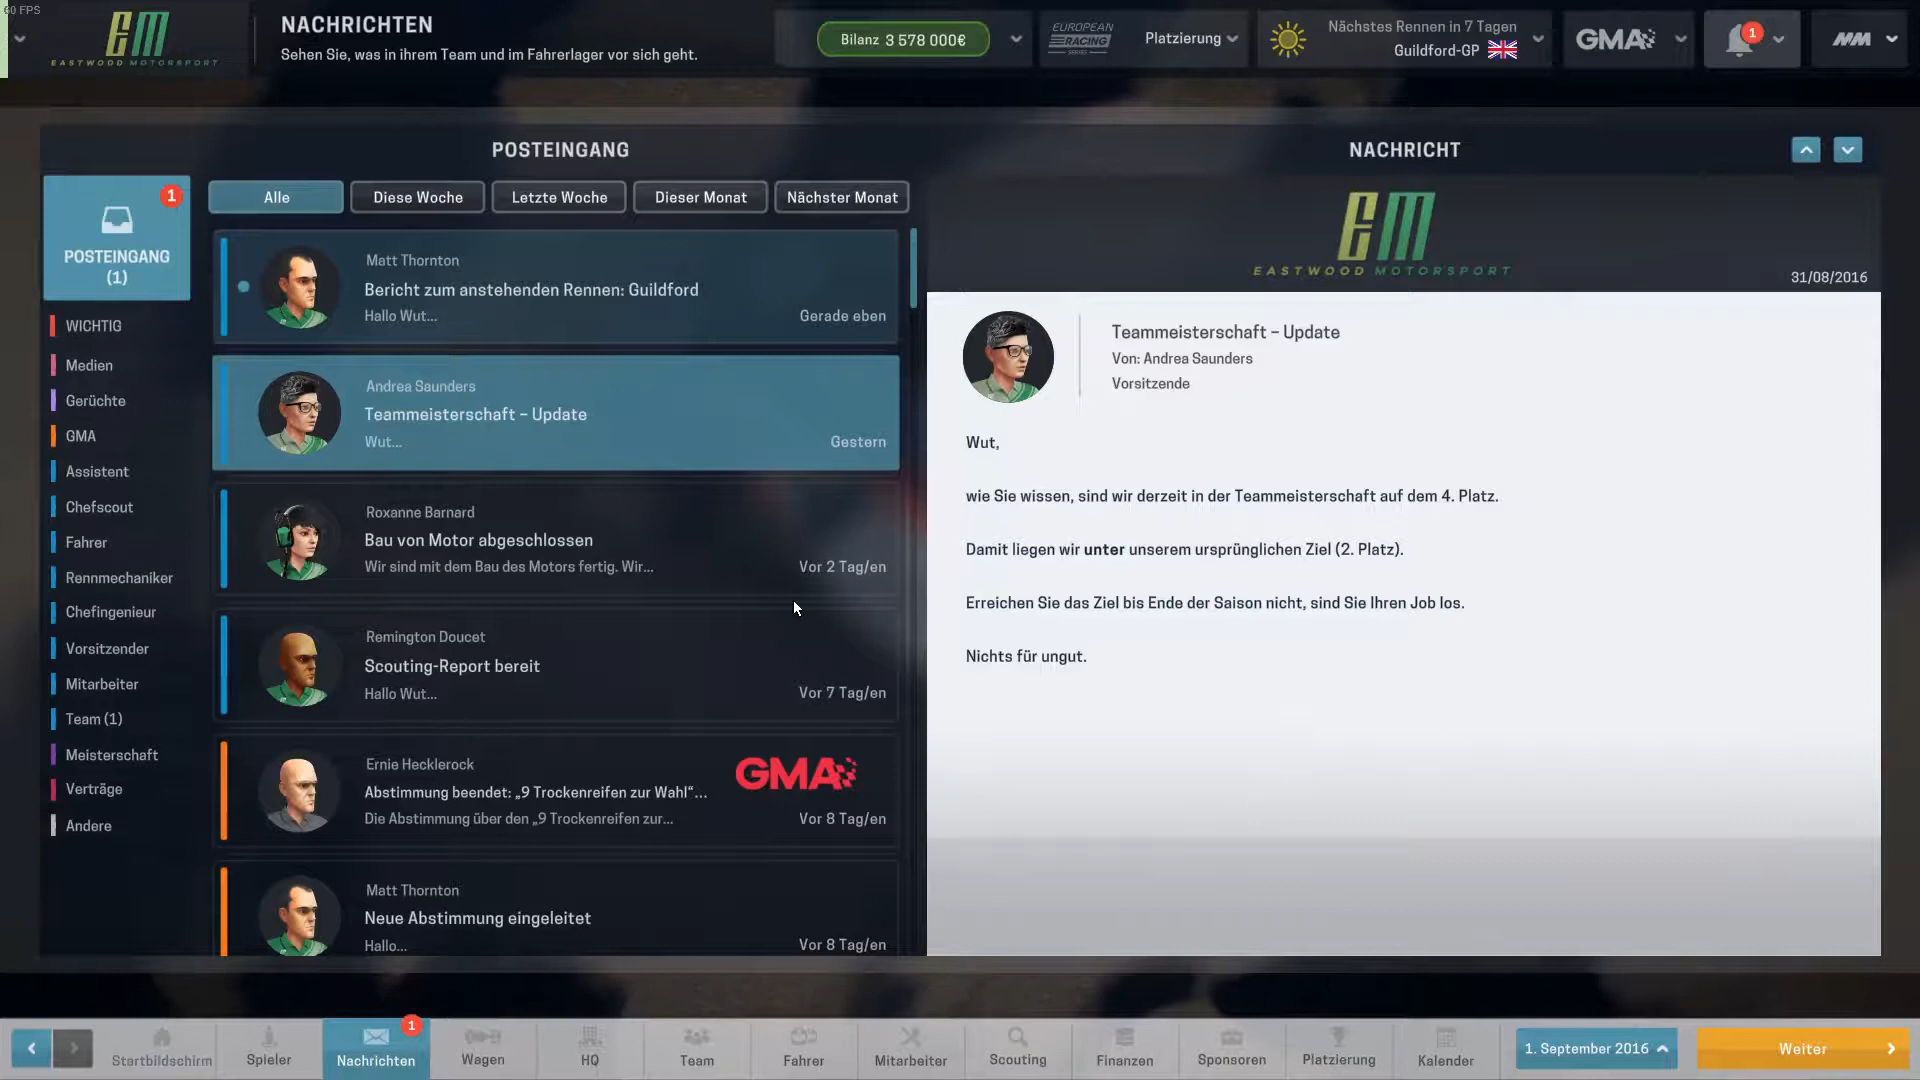 60 FPS
EM
EASTWOOD MOTORSPORT
NACHRICHTEN
Sehen Sie, was in ihrem Team und im Fahrerlager vor sich geht.
Bilanz 3 578 000€
EUROPEAN
RACING
SERIES
Platzierung
Nächstes Rennen in 7 Tagen
Guildford-GP
GMA
1
POSTEINGANG
NACHRICHT
1
POSTEINGANG
(1)
WICHTIG
Medien
Gerüchte
GMA
Assistent
Chefscout
Fahrer
Rennmechaniker
Chefingenieur
Vorsitzender
Mitarbeiter
Team (1)
Meisterschaft
Verträge
Andere
Alle
Diese Woche
Letzte Woche
Dieser Monat
Nächster Monat
Matt Thornton
Bericht zum anstehenden Rennen: Guildford
Hallo Wut...
Gerade eben
Andrea Saunders
Teammeisterschaft – Update
Wut...
Gestern
Roxanne Barnard
Bau von Motor abgeschlossen
Wir sind mit dem Bau des Motors fertig. Wir...
Vor 2 Tag/en
Remington Doucet
Scouting-Report bereit
Hallo Wut...
Vor 7 Tag/en
Ernie Hecklerock
GMA
Abstimmung beendet: „9 Trockenreifen zur Wahl“...
Die Abstimmung über den „9 Trockenreifen zur...
Vor 8 Tag/en
Matt Thornton
Neue Abstimmung eingeleitet
Hallo...
Vor 8 Tag/en
EM
EASTWOOD MOTORSPORT
31/08/2016
Teammeisterschaft – Update
Von: Andrea Saunders
Vorsitzende
Wut,
wie Sie wissen, sind wir derzeit in der Teammeisterschaft auf dem 4. Platz.
Damit liegen wir unter unserem ursprünglichen Ziel (2. Platz).
Erreichen Sie das Ziel bis Ende der Saison nicht, sind Sie Ihren Job los.
Nichts für ungut.
Startbildschirm
Spieler
1
Nachrichten
Wagen
HQ
Team
Fahrer
Mitarbeiter
Scouting
Finanzen
Sponsoren
Platzierung
Kalender
1. September 2016
Weiter